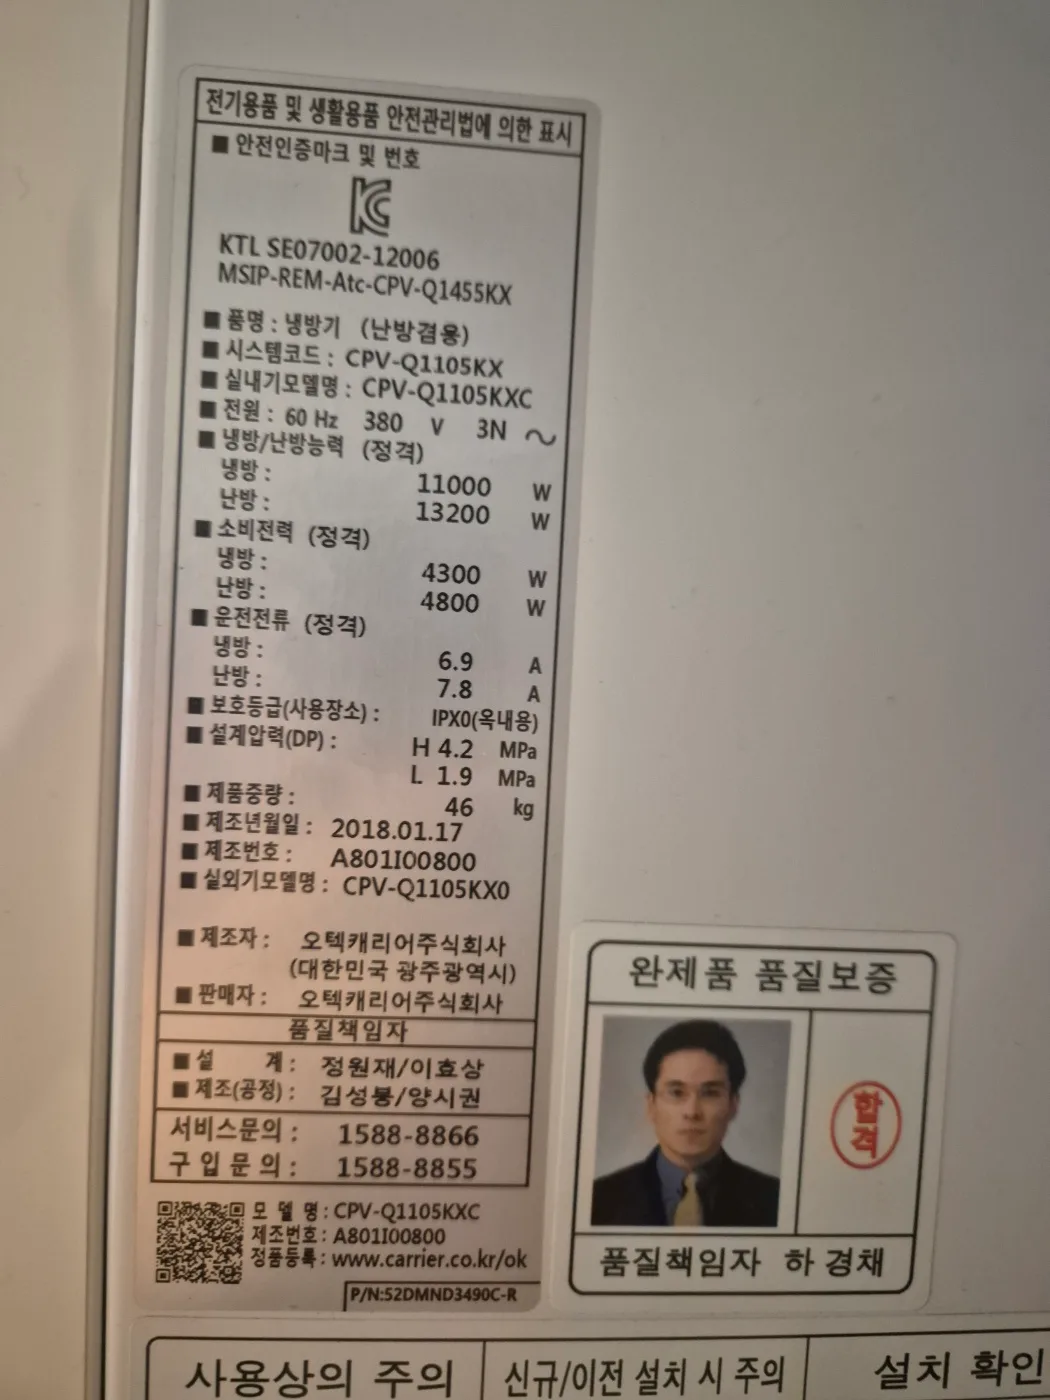 전기용품 및 생활용품 안전관리법에 의한 표시
■ 안전인증마크 및 번호
KC
KTL SE07002-12006
MSIP-REM-Atc-CPV-Q1455KX
■ 품명 : 냉방기 (난방겸용)
■ 시스템코드 : CPV-Q1105KX
■ 실내기모델명 : CPV-Q1105KXC
■ 전원 : 60 Hz 380 V 3N ~
■ 냉방/난방능력 (정격)
냉방 : 11000 W
난방 : 13200 W
■ 소비전력 (정격)
냉방 : 4300 W
난방 : 4800 W
■ 운전전류 (정격)
냉방 : 6.9 A
난방 : 7.8 A
■ 보호등급(사용장소) : IPX0(옥내용)
■ 설계압력(DP) : H 4.2 MPa
L 1.9 MPa
■ 제품중량 : 46 kg
■ 제조년월일 : 2018.01.17
■ 제조번호 : A801I00800
■ 실외기모델명 : CPV-Q1105KX0
■ 제조자 : 오텍캐리어주식회사
(대한민국 광주광역시)
■ 판매자 : 오텍캐리어주식회사
품질책임자
■ 설 계 : 정원재/이효상
■ 제조(공정) : 김성봉/양시권
서비스문의 : 1588-8866
구입문의 : 1588-8855
모 델 명 : CPV-Q1105KXC
제조번호 : A801I00800
정품등록 : www.carrier.co.kr/ok
P/N:52DMND3490C-R
완제품 품질보증
합격
품질책임자 하경채
사용상의 주의
신규/이전 설치 시 주의
설치 확인